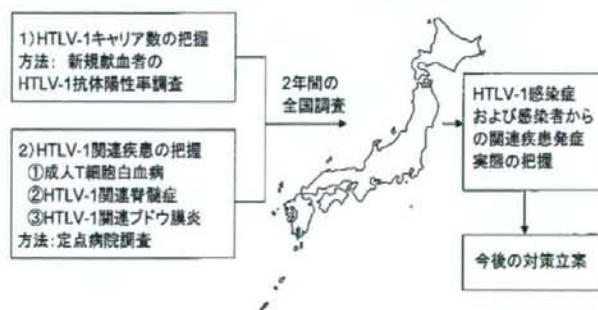 1)HTLV-1キャリア数の把握
方法： 新規献血者の
HTLV-1抗体陽性率調査
2)HTLV-1関連疾患の把握
①成人T細胞白血病
②HTLV-1関連脊髄症
③HTLV-1関連ブドウ膜炎
方法：定点病院調査
2年間の
全国調査
HTLV-1感染症
および感染者から
の関連疾患発症
実態の把握
今後の対策立案